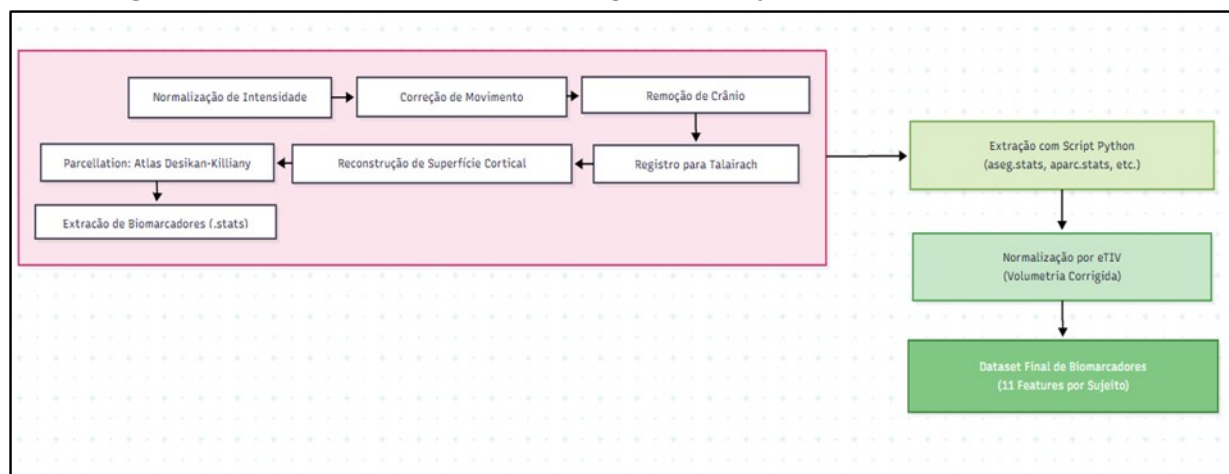 Normalização de Intensidade
Correção de Movimento
Remoção de Crânio
Registro para Talairach
Reconstrução de Superfície Cortical
Parcellation: Atlas Desikan-Killiany
Extração de Biomarcadores (.stats)
Extração com Script Python
(aseg.stats, aparc.stats, etc.)
Normalização por eTIV
(Volumetria Corrigida)
Dataset Final de Biomarcadores
(11 Features por Sujeito)